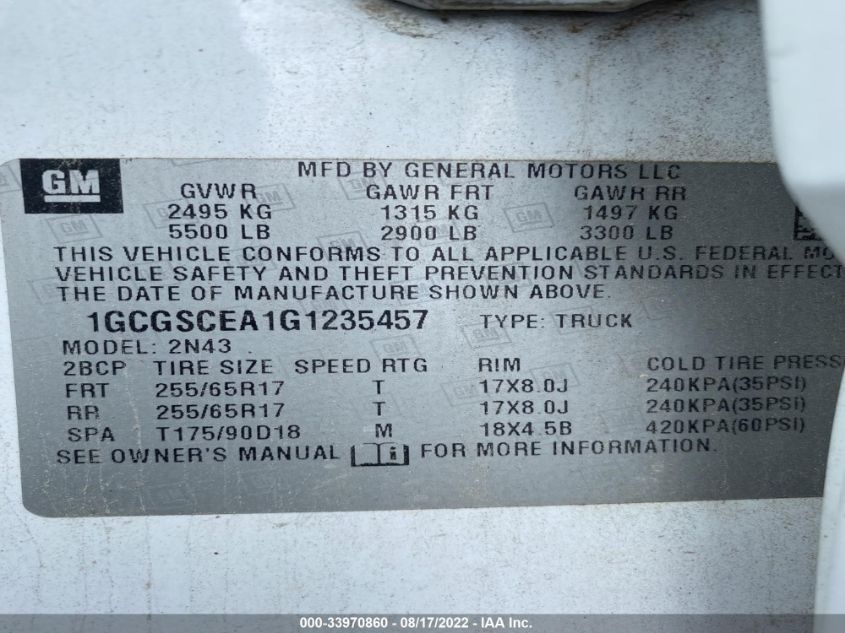 GM
MFD BY GENERAL MOTORS LLC
GVWR GAWR FRT GAWR RR
2495 KG 1315 KG 1497 KG
5500 LB 2900 LB 3300 LB
THIS VEHICLE CONFORMS TO ALL APPLICABLE U.S. FEDERAL
VEHICLE SAFETY AND THEFT PREVENTION STANDARDS IN EFFECT
THE DATE OF MANUFACTURE SHOWN ABOVE.
1GCGSCEA1G1235457 TYPE: TRUCK
MODEL: 2N43
2BCP TIRE SIZE SPEED RTG RIM COLD TIRE PRESS
FRT 255/65R17 T 17X8.0J 240KPA(35PSI)
RR 255/65R17 T 17X8.0J 240KPA(35PSI)
SPA T175/90D18 M 18X4.5B 420KPA(60PSI)
SEE OWNER'S MANUAL FOR MORE INFORMATION.
000-33970860 - 08/17/2022 - IAA Inc.